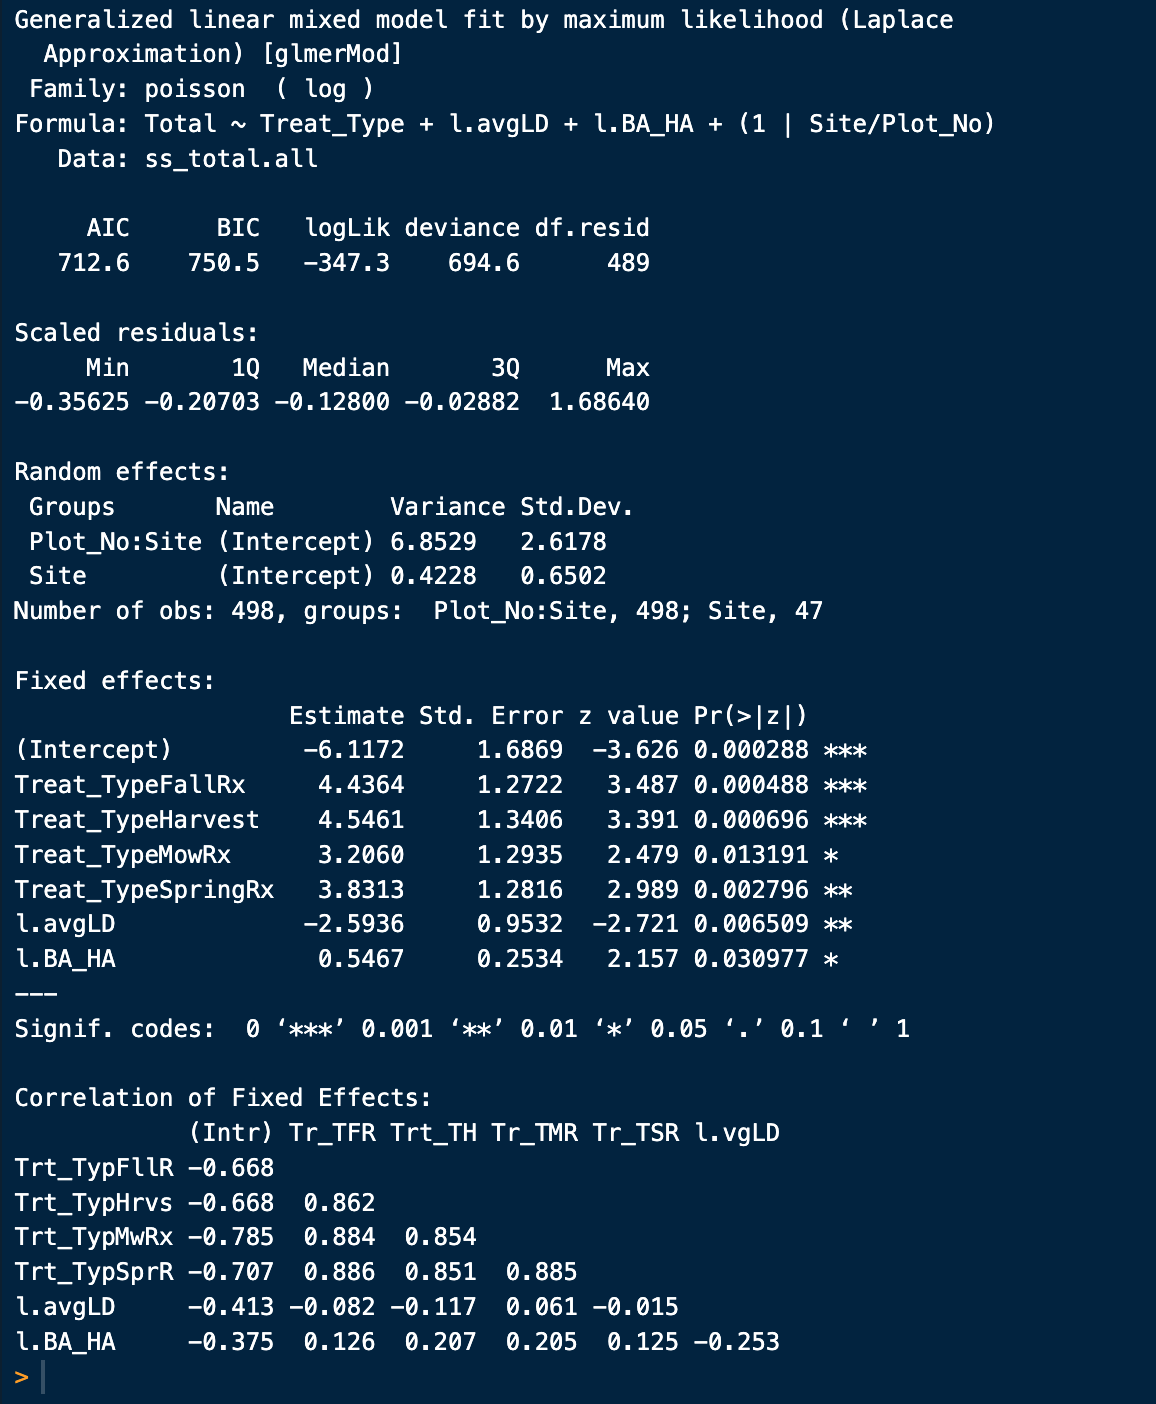 Generalized linear mixed model fit by maximum likelihood (Laplace
  Approximation) [glmerMod]
 Family: poisson  ( log )
Formula: Total ~ Treat_Type + l.avgLD + l.BA_HA + (1 | Site/Plot_No)
   Data: ss_total.all

     AIC      BIC   logLik deviance df.resid
   712.6    750.5   −347.3    694.6      489

Scaled residuals:
     Min       1Q   Median       3Q      Max
−0.35625 −0.20703 −0.12800 −0.02882  1.68640

Random effects:
 Groups       Name        Variance Std.Dev.
 Plot_No:Site (Intercept) 6.8529   2.6178
 Site         (Intercept) 0.4228   0.6502
Number of obs: 498, groups:  Plot_No:Site, 498; Site, 47

Fixed effects:
                   Estimate Std. Error z value Pr(>|z|)
(Intercept)         −6.1172     1.6869  −3.626 0.000288 ***
Treat_TypeFallRx     4.4364     1.2722   3.487 0.000488 ***
Treat_TypeHarvest    4.5461     1.3406   3.391 0.000696 ***
Treat_TypeMowRx      3.2060     1.2935   2.479 0.013191 *
Treat_TypeSpringRx   3.8313     1.2816   2.989 0.002796 **
l.avgLD             −2.5936     0.9532  −2.721 0.006509 **
l.BA_HA              0.5467     0.2534   2.157 0.030977 *
−−−
Signif. codes:  0 ‘***’ 0.001 ‘**’ 0.01 ‘*’ 0.05 ‘.’ 0.1 ‘ ’ 1

Correlation of Fixed Effects:
            (Intr) Tr_TFR Trt_TH Tr_TMR Tr_TSR l.vgLD
Trt_TypFllR −0.668
Trt_TypHrvs −0.668  0.862
Trt_TypMwRx −0.785  0.884  0.854
Trt_TypSprR −0.707  0.886  0.851  0.885
l.avgLD     −0.413 −0.082 −0.117  0.061 −0.015
l.BA_HA     −0.375  0.126  0.207  0.205  0.125 −0.253
>